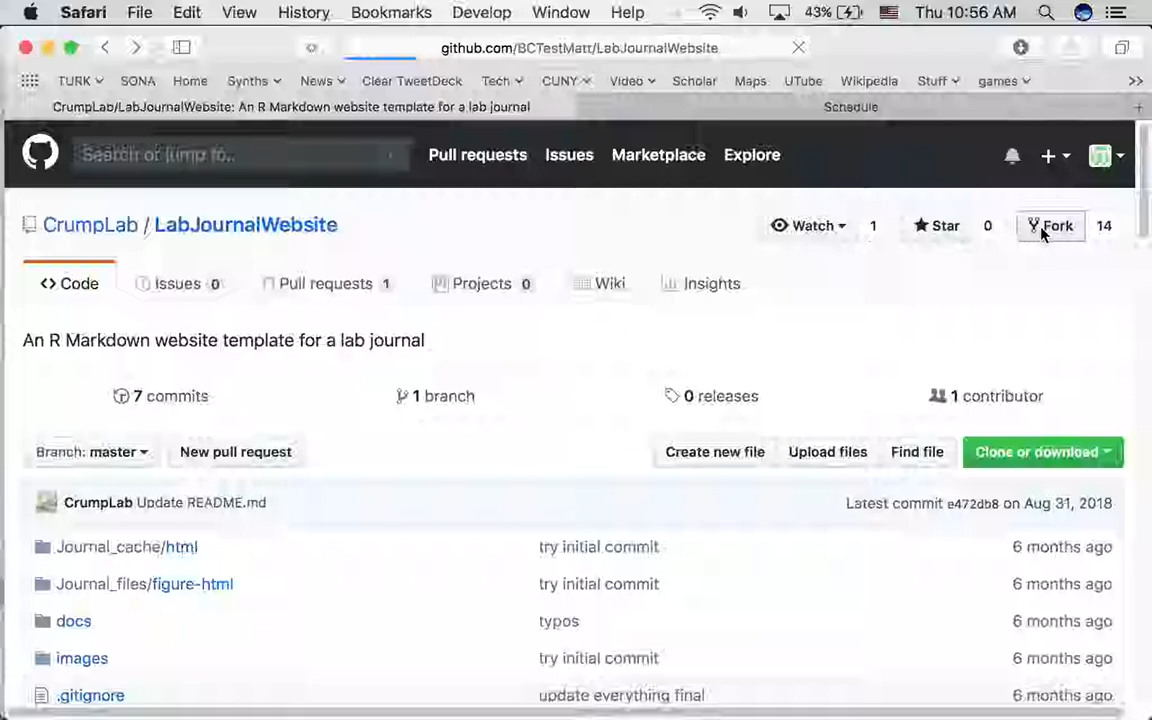 Safari File Edit View History Bookmarks Develop Window Help 43% Thu 10:56 AM
github.com/BCTestMatt/LabJournalWebsite
TURK SONA Home Synths News Clear TweetDeck Tech CUNY Video Scholar Maps UTube Wikipedia Stuff games >>
CrumpLab/LabJournalWebsite: An R Markdown website template for a lab journal Schedule +
Search or jump to... Pull requests Issues Marketplace Explore
CrumpLab / LabJournalWebsite Watch 1 Star 0 Fork 14
<> Code Issues 0 Pull requests 1 Projects 0 Wiki Insights
An R Markdown website template for a lab journal
7 commits 1 branch 0 releases 1 contributor
Branch: master New pull request Create new file Upload files Find file Clone or download
CrumpLab Update README.md Latest commit e472db8 on Aug 31, 2018
Journal_cache/html try initial commit 6 months ago
Journal_files/figure-html try initial commit 6 months ago
docs typos 6 months ago
images try initial commit 6 months ago
.gitignore update everything final 6 months ago